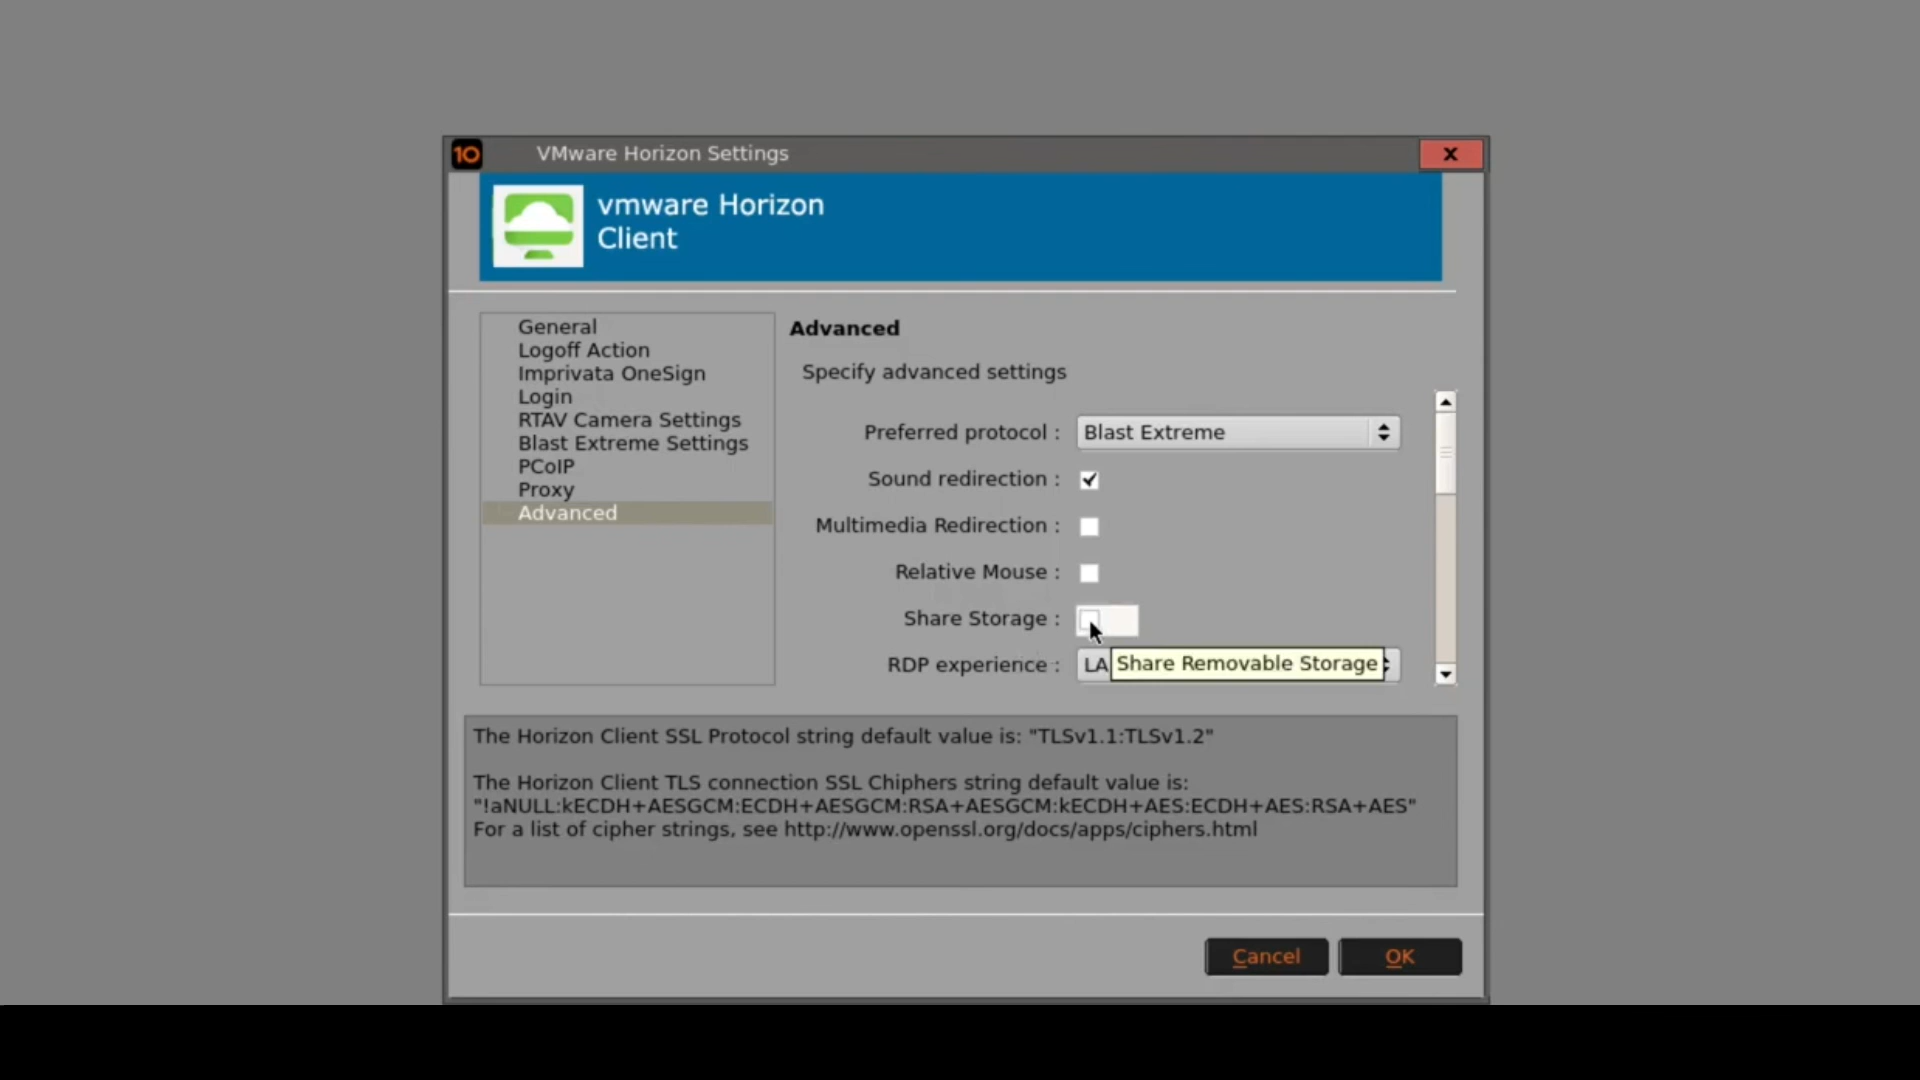 10 VMware Horizon Settings X
vmware Horizon
Client
General
Logoff Action
Imprivata OneSign
Login
RTAV Camera Settings
Blast Extreme Settings
PCoIP
Proxy
Advanced
Advanced
Specify advanced settings
Preferred protocol : Blast Extreme
Sound redirection :
Multimedia Redirection :
Relative Mouse :
Share Storage :
RDP experience : LA
Share Removable Storage
The Horizon Client SSL Protocol string default value is: "TLSv1.1:TLSv1.2"
The Horizon Client TLS connection SSL Chiphers string default value is:
"!aNULL:kECDH+AESGCM:ECDH+AESGCM:RSA+AESGCM:kECDH+AES:ECDH+AES:RSA+AES"
For a list of cipher strings, see http://www.openssl.org/docs/apps/ciphers.html
Cancel OK